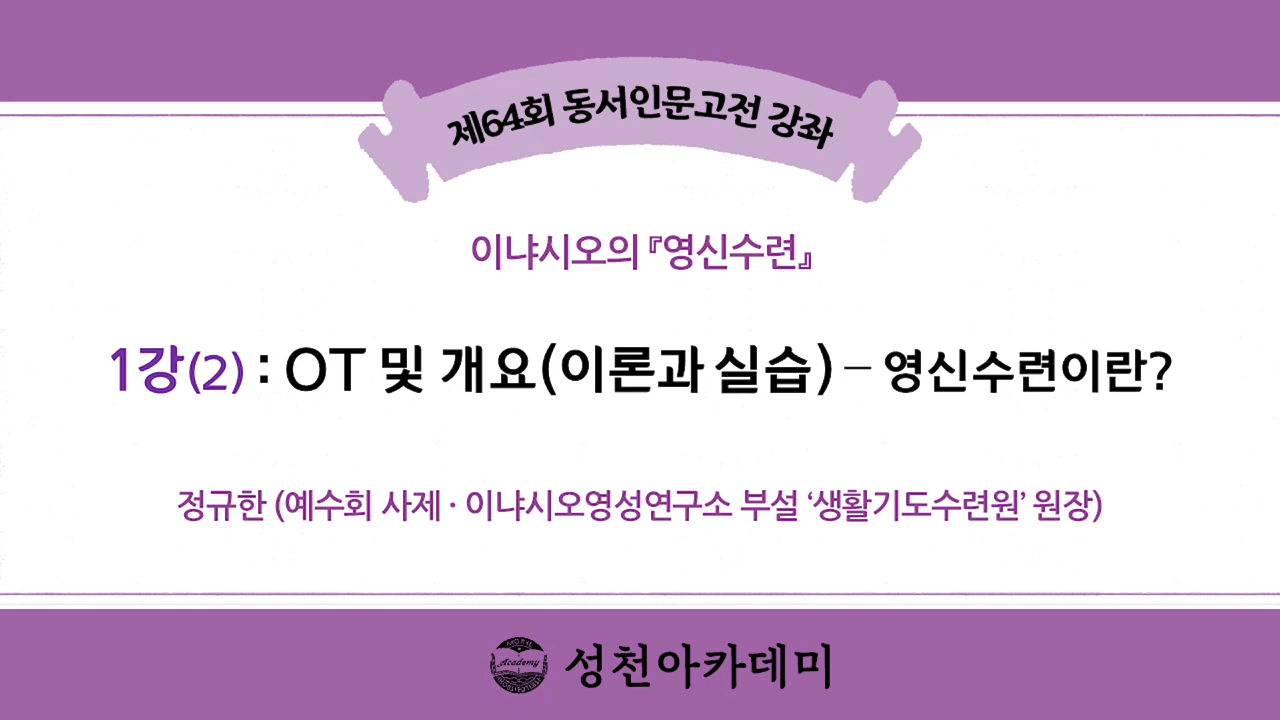 제64회 동서인문고전 강좌
이냐시오의 『영신수련』
1강(2) : OT 및 개요(이론과 실습) – 영신수련이란?
정규한 (예수회 사제 · 이냐시오영성연구소 부설 ‘생활기도수련원’ 원장)
Academy
성천아카데미